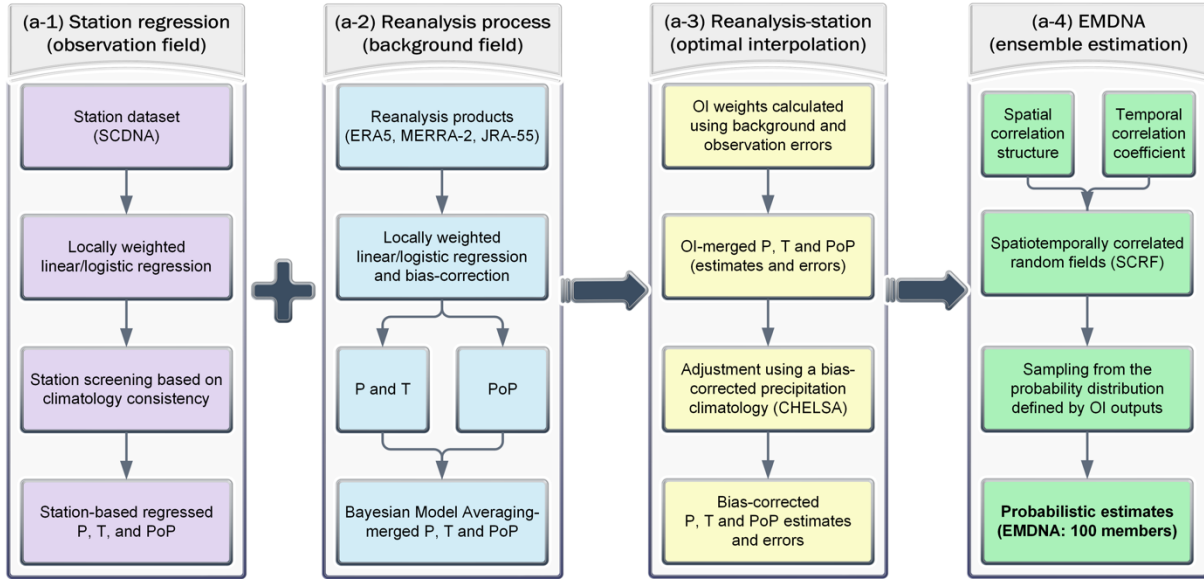 (a-1) Station regression
(observation field)
Station dataset
(SCDNA)
Locally weighted
linear/logistic regression
Station screening based on
climatology consistency
Station-based regressed
P, T, and PoP
(a-2) Reanalysis process
(background field)
Reanalysis products
(ERA5, MERRA-2, JRA-55)
Locally weighted
linear/logistic regression
and bias-correction
P and T
PoP
Bayesian Model Averaging-
merged P, T and PoP
(a-3) Reanalysis-station
(optimal interpolation)
OI weights calculated
using background and
observation errors
OI-merged P, T and PoP
(estimates and errors)
Adjustment using a bias-
corrected precipitation
climatology (CHELSA)
Bias-corrected
P, T and PoP estimates
and errors
(a-4) EMDNA
(ensemble estimation)
Spatial
correlation
structure
Temporal
correlation
coefficient
Spatiotemporally correlated
random fields (SCRF)
Sampling from the
probability distribution
defined by OI outputs
Probabilistic estimates
(EMDNA: 100 members)